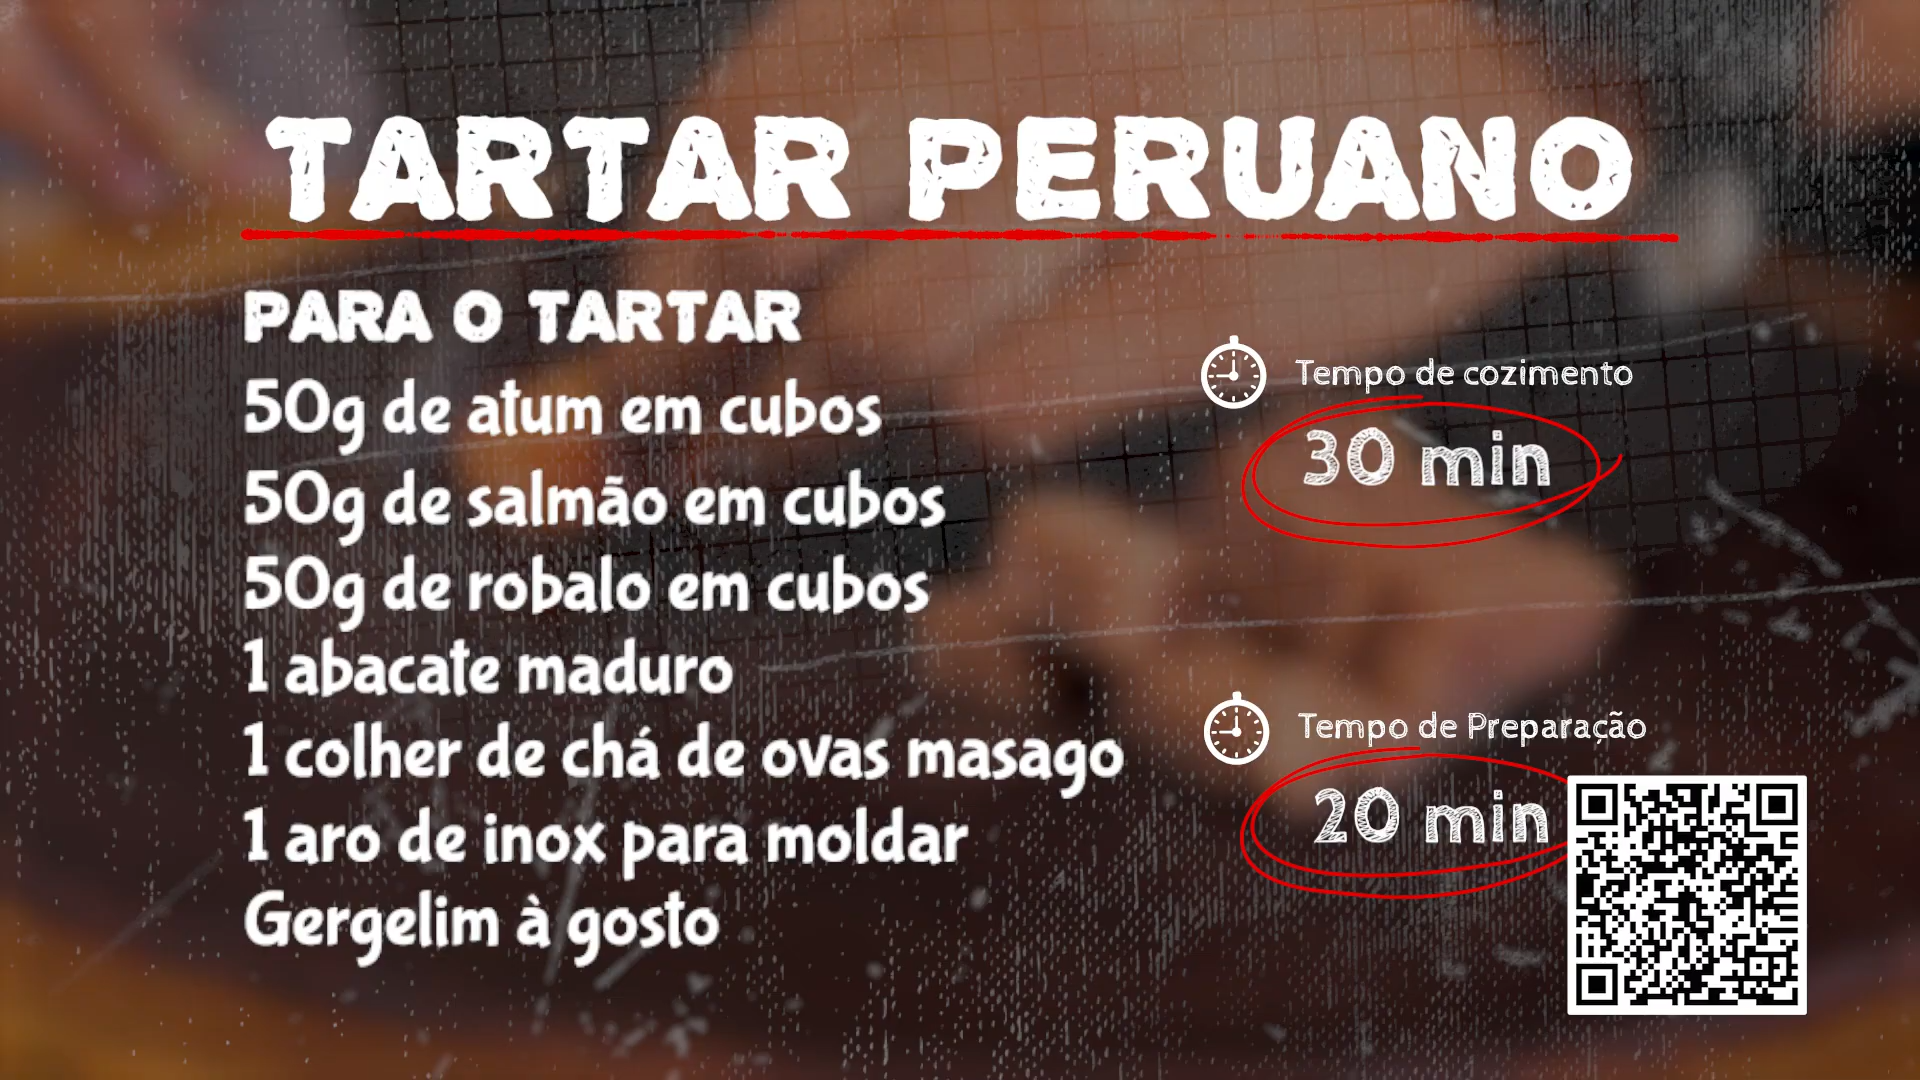 TARTAR PERUANO
PARA O TARTAR
50g de atum em cubos
50g de salmão em cubos
50g de robalo em cubos
1 abacate maduro
1 colher de chá de ovas masago
1 aro de inox para moldar
Gergelim à gosto
Tempo de cozimento
30 min
Tempo de Preparação
20 min